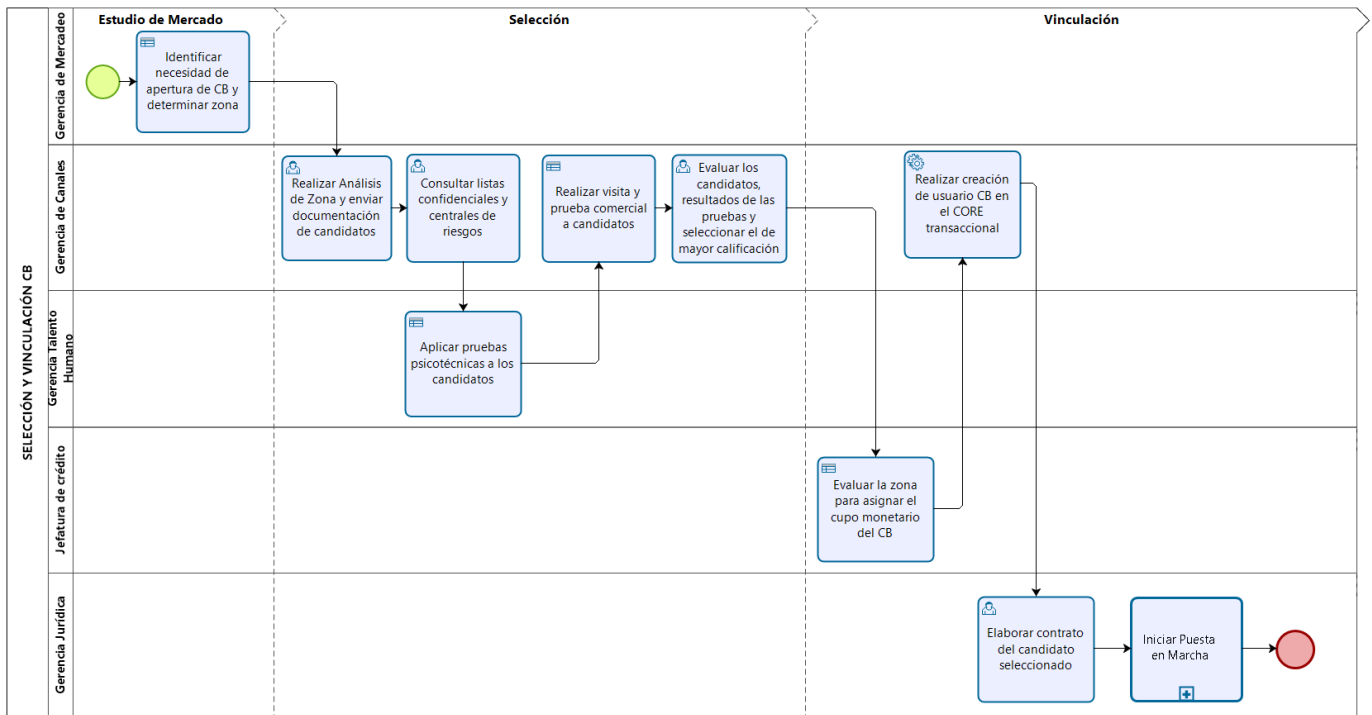 Estudio de Mercado
Selección
Vinculación
SELECCIÓN Y VINCULACIÓN CB
Gerencia de Mercadeo
Identificar
necesidad de
apertura de CB y
determinar zona
Gerencia de Canales
Realizar Análisis
de Zona y enviar
documentación
de candidatos
Consultar listas
confidenciales y
centrales de
riesgos
Realizar visita y
prueba comercial
a candidatos
Evaluar los
candidatos,
resultados de las
pruebas y
seleccionar el de
mayor calificación
Realizar creación
de usuario CB en
el CORE
transaccional
Gerencia Talento
Humano
Aplicar pruebas
psicotécnicas a los
candidatos
Jefatura de crédito
Evaluar la zona
para asignar el
cupo monetario
del CB
Gerencia Jurídica
Elaborar contrato
del candidato
seleccionado
Iniciar Puesta
en Marcha